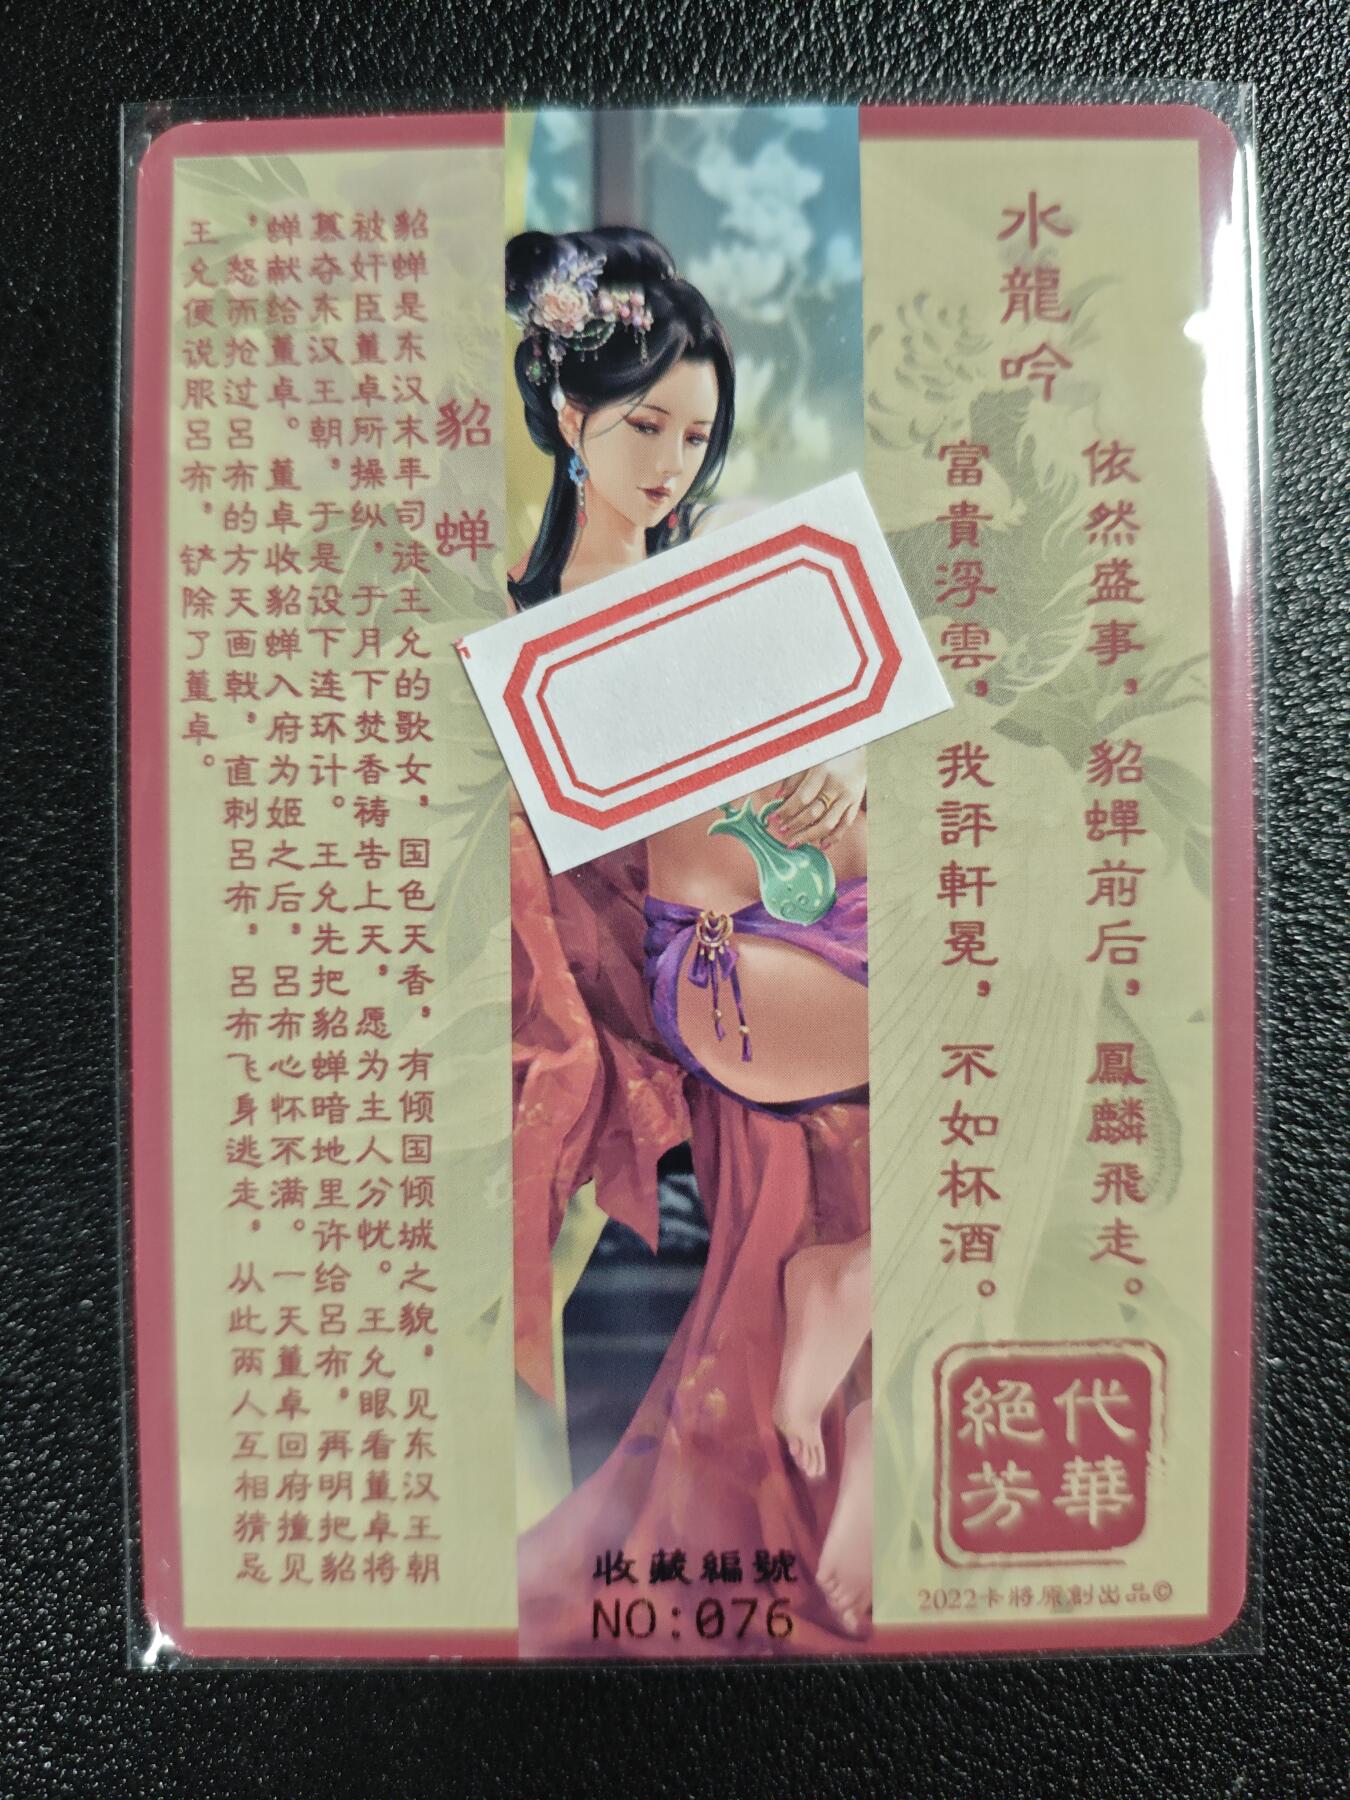 水龍吟
依然盛事，貂蟬前后，鳳麟飛走。
富貴浮雲，我評軒冕，不如杯酒。
代華
絕芳
2022卡將原創出品©
收藏編號
NO:076
貂蝉
貂蝉是东汉末年司徒王允的歌女，国色天香，有倾国倾城之貌，见东汉王朝
被奸臣董卓所操纵，于月下焚香祷告上天，愿为主人分忧。王允眼看董卓将
篡夺东汉王朝，于是设下连环计。王允先把貂蝉暗地里许给呂布，再明把貂
蝉献给董卓。董卓收貂蝉入府为姬之后，呂布心怀不满。一天董卓回府撞见
，怒而抢过呂布的方天画戟，直刺呂布，呂布飞身逃走，从此两人互相猜忌
王允便说服呂布，铲除了董卓。